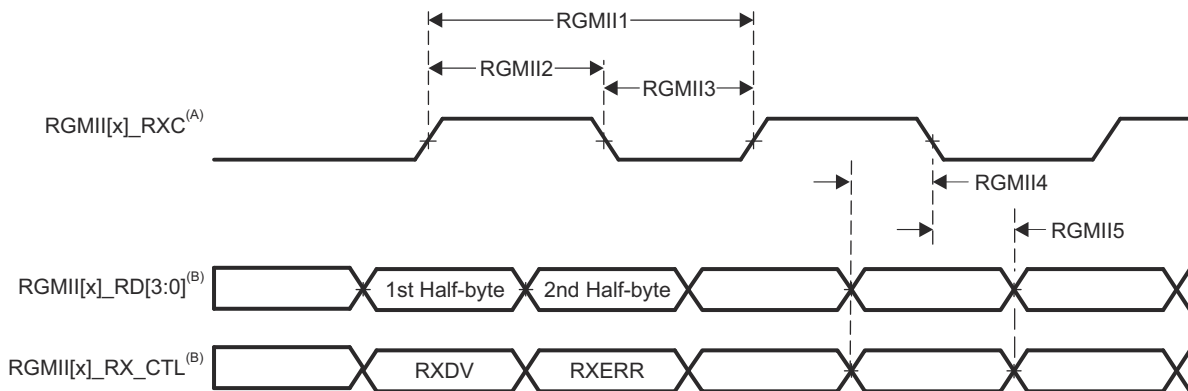 RGMII1
RGMII2
RGMII3
RGMII[x]_RXC(A)
RGMII4
RGMII5
RGMII[x]_RD[3:0](B)
1st Half-byte
2nd Half-byte
RGMII[x]_RX_CTL(B)
RXDV
RXERR